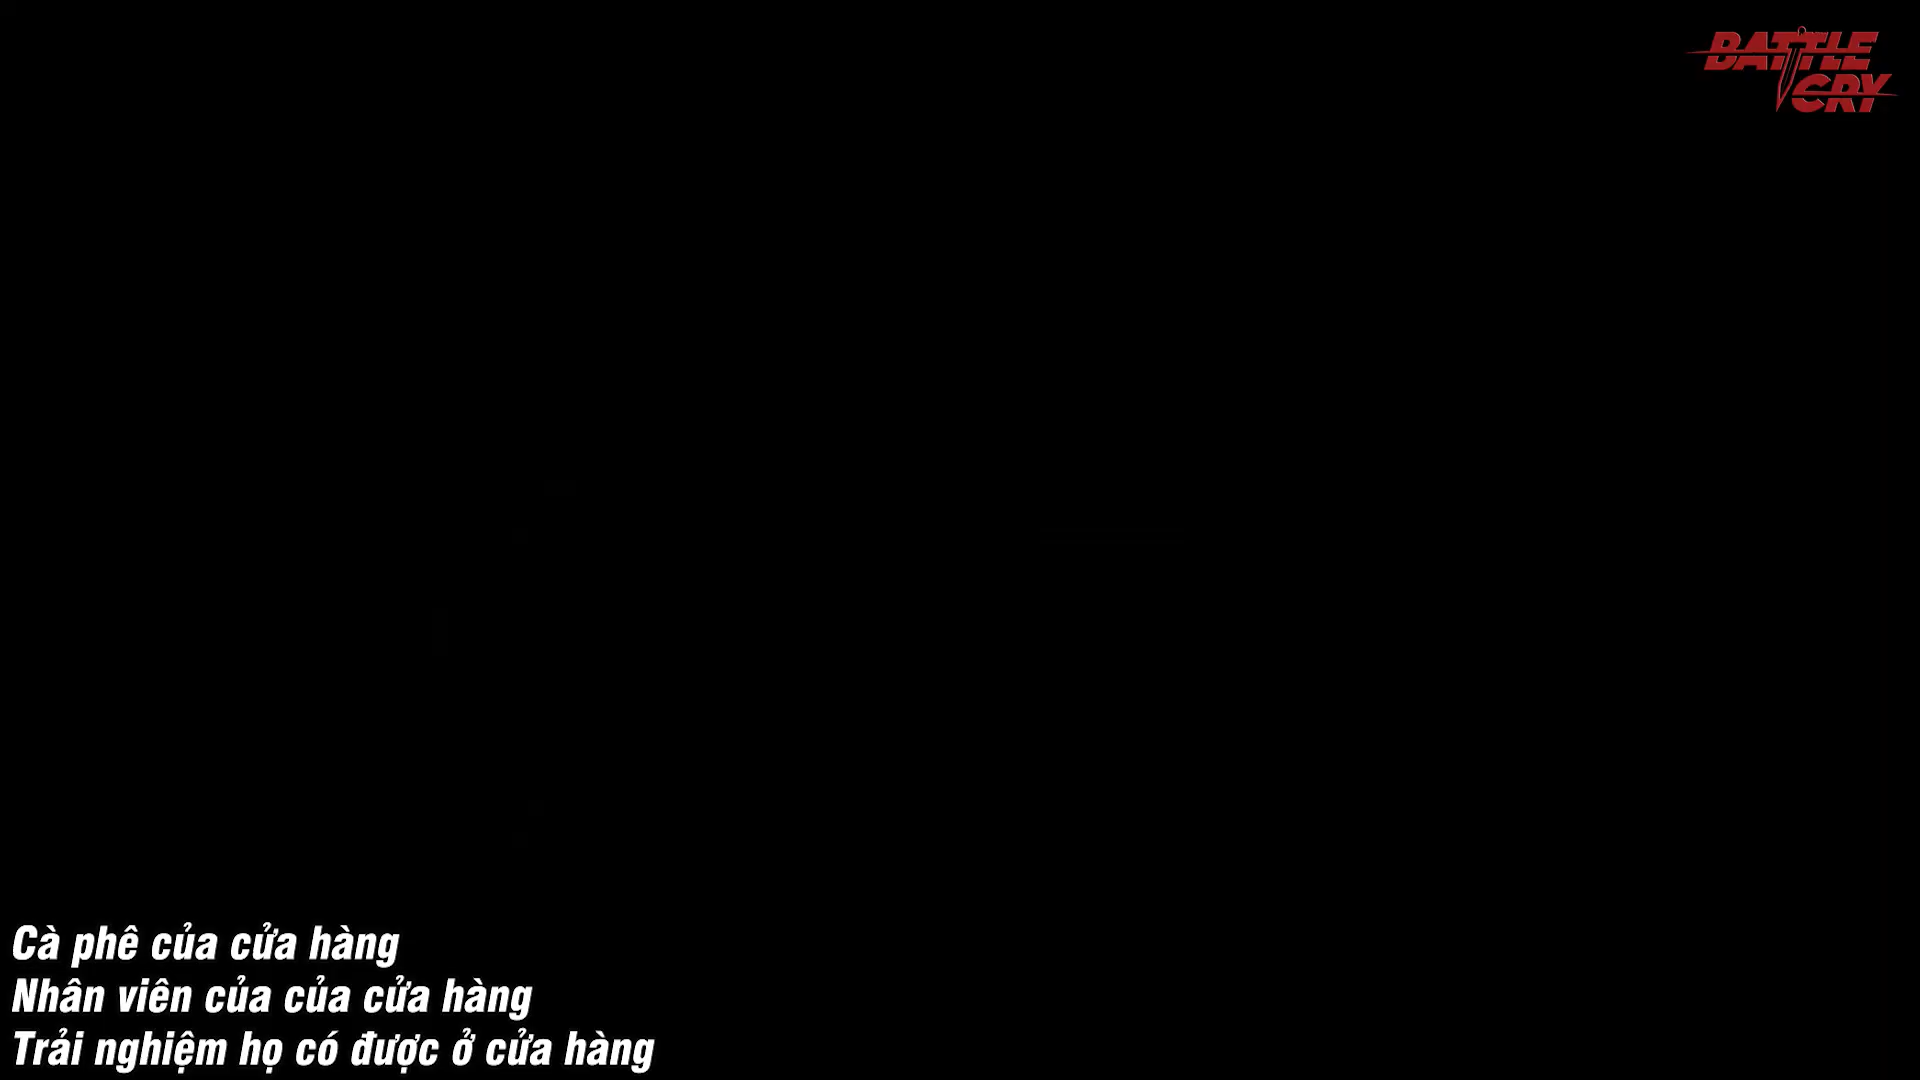 BATTLE
CRY
Cà phê của cửa hàng
Nhân viên của của cửa hàng
Trải nghiệm họ có được ở cửa hàng